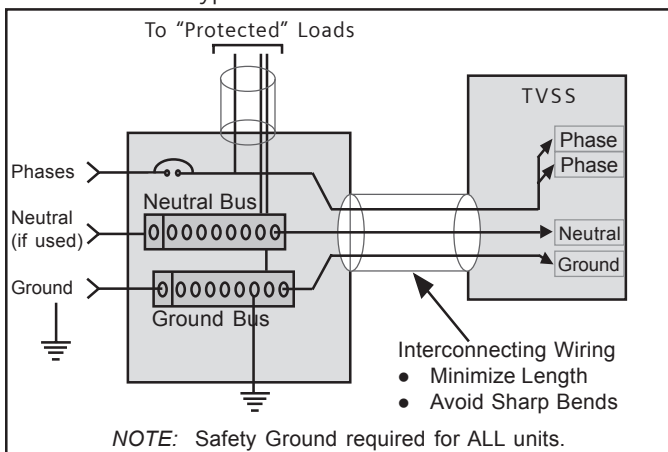 To "Protected" Loads
TVSS
Phase
Phase
Phases
Neutral Bus
Neutral
(if used)
Neutral
Ground
Ground
Ground Bus
Interconnecting Wiring
● Minimize Length
● Avoid Sharp Bends
NOTE: Safety Ground required for ALL units.